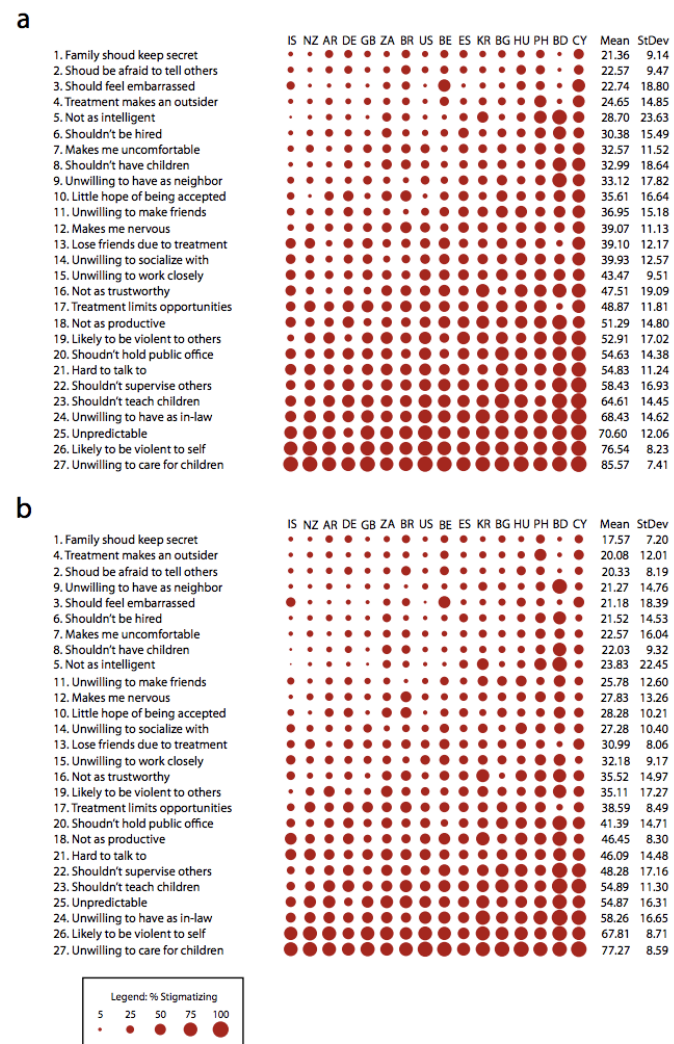 a
IS NZ AR DE GB ZA BR US BE ES KR BG HU PH BD CY Mean StDev
1. Family shoud keep secret 21.36 9.14
2. Shoud be afraid to tell others 22.57 9.47
3. Should feel embarrassed 22.74 18.80
4. Treatment makes an outsider 24.65 14.85
5. Not as intelligent 28.70 23.63
6. Shouldn't be hired 30.38 15.49
7. Makes me uncomfortable 32.57 11.52
8. Shouldn't have children 32.99 18.64
9. Unwilling to have as neighbor 33.12 17.82
10. Little hope of being accepted 35.61 16.64
11. Unwilling to make friends 36.95 15.18
12. Makes me nervous 39.07 11.13
13. Lose friends due to treatment 39.10 12.17
14. Unwilling to socialize with 39.93 12.57
15. Unwilling to work closely 43.47 9.51
16. Not as trustworthy 47.51 19.09
17. Treatment limits opportunities 48.87 11.81
18. Not as productive 51.29 14.80
19. Likely to be violent to others 52.91 17.02
20. Shoudn't hold public office 54.63 14.38
21. Hard to talk to 54.83 11.24
22. Shouldn't supervise others 58.43 16.93
23. Shouldn't teach children 64.61 14.45
24. Unwilling to have as in-law 68.43 14.62
25. Unpredictable 70.60 12.06
26. Likely to be violent to self 76.54 8.23
27. Unwilling to care for children 85.57 7.41
b
IS NZ AR DE GB ZA BR US BE ES KR BG HU PH BD CY Mean StDev
1. Family shoud keep secret 17.57 7.20
4. Treatment makes an outsider 20.08 12.01
2. Shoud be afraid to tell others 20.33 8.19
9. Unwilling to have as neighbor 21.27 14.76
3. Should feel embarrassed 21.18 18.39
6. Shouldn't be hired 21.52 14.53
7. Makes me uncomfortable 22.57 16.04
8. Shouldn't have children 22.03 9.32
5. Not as intelligent 23.83 22.45
11. Unwilling to make friends 25.78 12.60
12. Makes me nervous 27.83 13.26
10. Little hope of being accepted 28.28 10.21
14. Unwilling to socialize with 27.28 10.40
13. Lose friends due to treatment 30.99 8.06
15. Unwilling to work closely 32.18 9.17
16. Not as trustworthy 35.52 14.97
19. Likely to be violent to others 35.11 17.27
17. Treatment limits opportunities 38.59 8.49
20. Shoudn't hold public office 41.39 14.71
18. Not as productive 46.45 8.30
21. Hard to talk to 46.09 14.48
22. Shouldn't supervise others 48.28 17.16
23. Shouldn't teach children 54.89 11.30
25. Unpredictable 54.87 16.31
24. Unwilling to have as in-law 58.26 16.65
26. Likely to be violent to self 67.81 8.71
27. Unwilling to care for children 77.27 8.59
Legend: % Stigmatizing
5 25 50 75 100